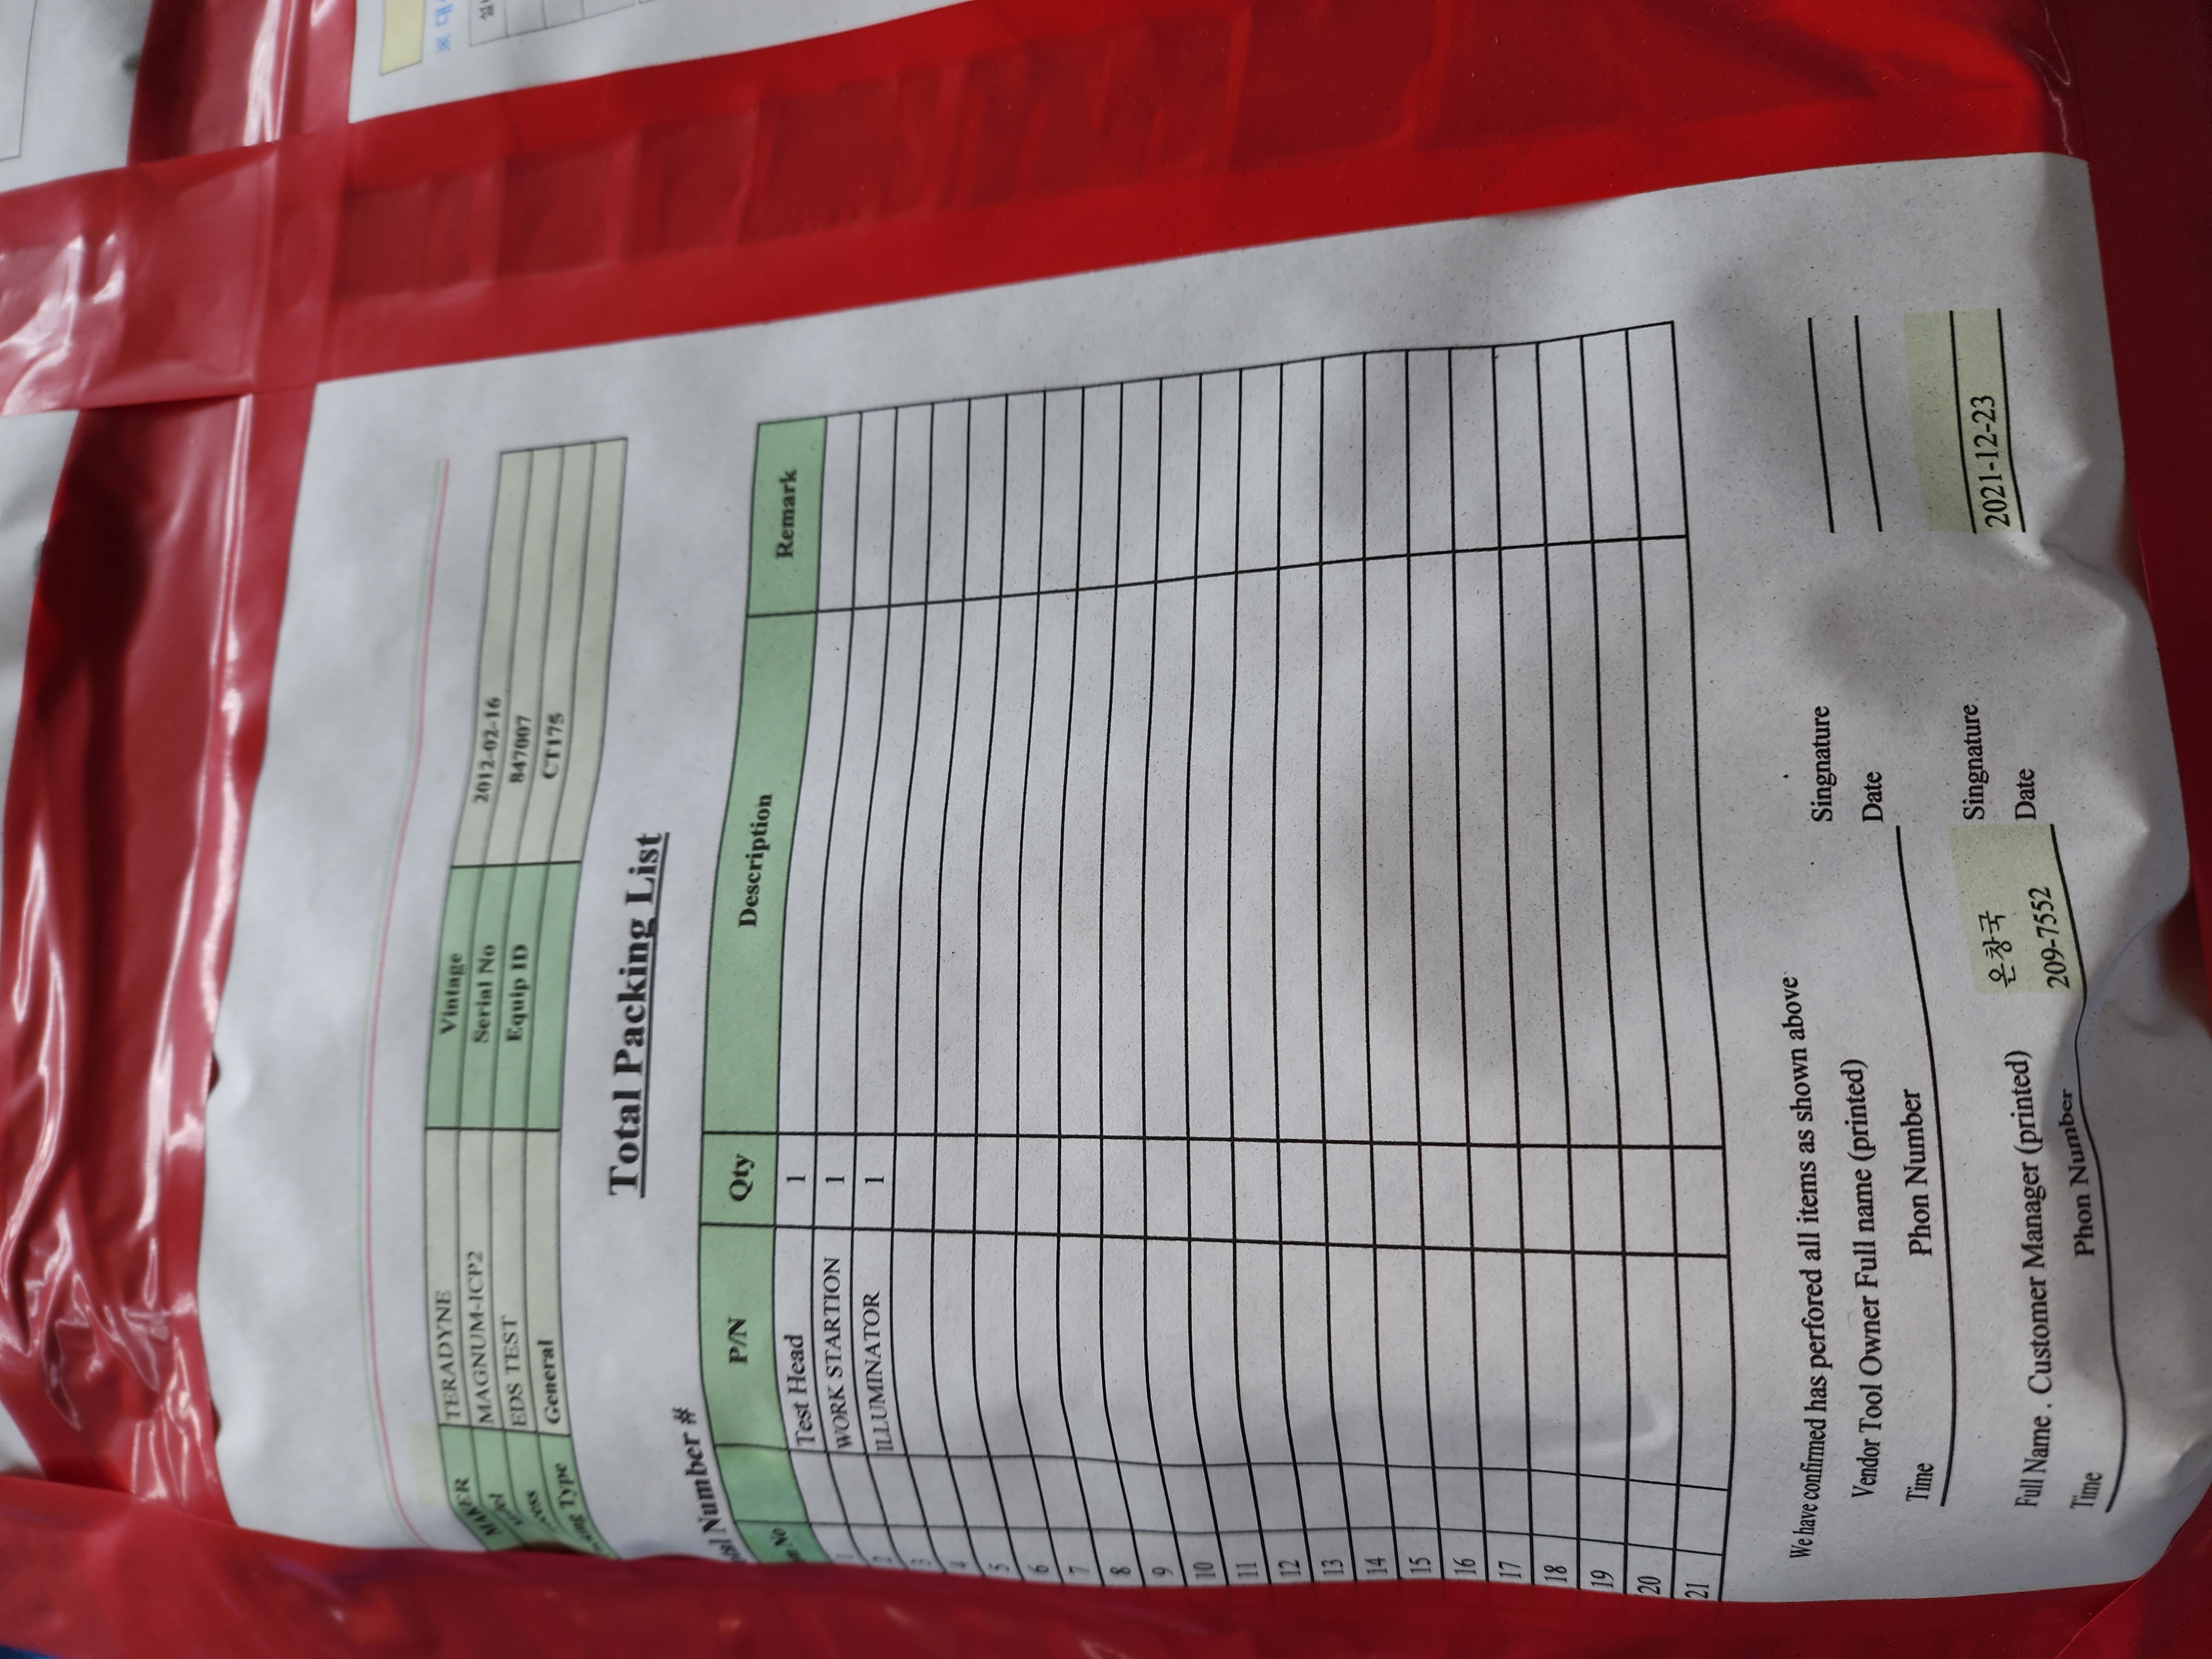 MAKER TERADYNE Vintage 2012-02-16
MAGNUM-ICP2 Serial No 847007
EDS TEST Equip ID CT175
Type General
Total Packing List
Number #
No P/N Qty Description Remark
1 Test Head 1
2 WORK STARTION 1
3 ILLUMINATOR 1
4
5
6
7
8
9
10
11
12
13
14
15
16
17
18
19
20
21
We have confirmed has perfored all items as shown above
Vendor Tool Owner Full name (printed) Singnature
Time Phon Number Date
Full Name . Customer Manager (printed) 온창국 Singnature
Time Phon Number 209-7552 Date 2021-12-23